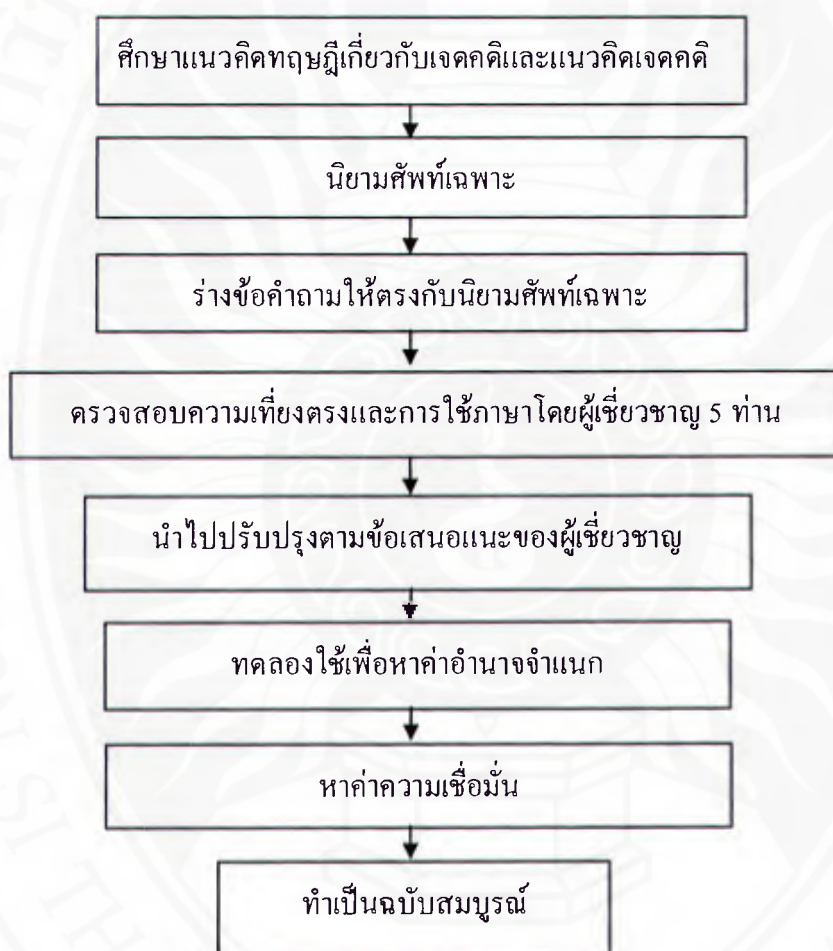 ศึกษาแนวคิดทฤษฎีเกี่ยวกับเจตคติและแนวคิดเจตคติ
นิยามศัพท์เฉพาะ
ร่างข้อคำถามให้ตรงกับนิยามศัพท์เฉพาะ
ตรวจสอบความเที่ยงตรงและการใช้ภาษาโดยผู้เชี่ยวชาญ 5 ท่าน
นำไปปรับปรุงตามข้อเสนอแนะของผู้เชี่ยวชาญ
ทดลองใช้เพื่อหาค่าอำนาจจำแนก
หาค่าความเชื่อมั่น
ทำเป็นฉบับสมบูรณ์